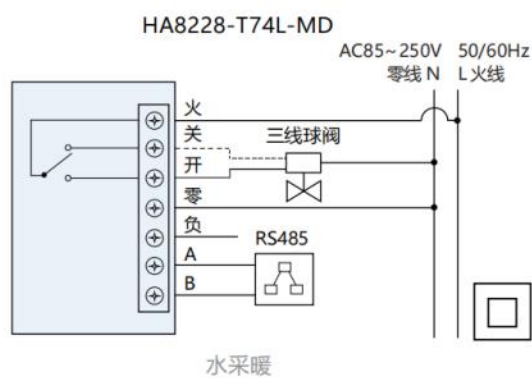 HA8228-T74L-MD
AC85~250V 50/60Hz
零线 N L 火线
火
关
三线球阀
开
零
负
RS485
A
B
水采暖